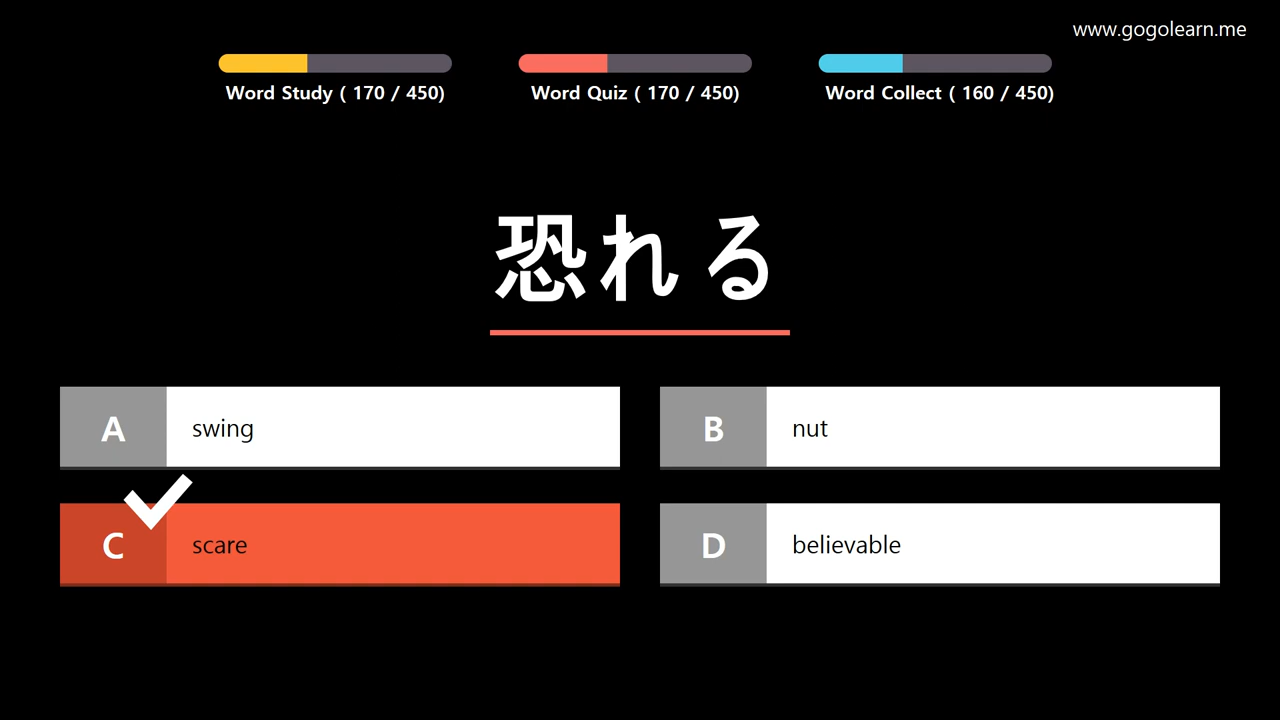 www.gogolearn.me
Word Study ( 170 / 450)
Word Quiz ( 170 / 450)
Word Collect ( 160 / 450)
恐れる
A swing
B nut
C scare
D believable